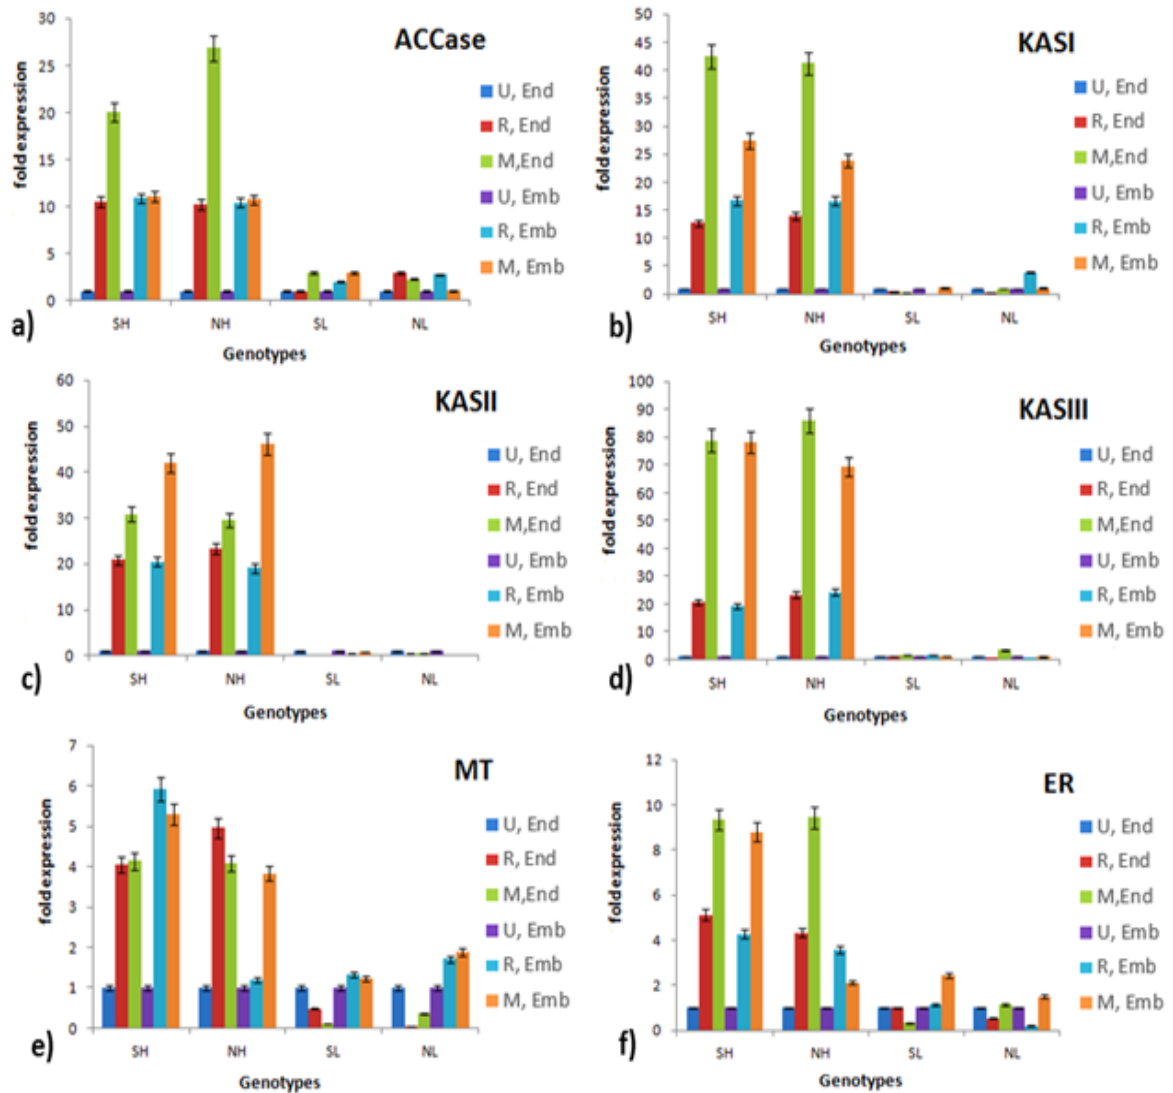 ACCase
fold expression
30
25
20
15
10
5
0
SH NH SL NL
Genotypes
U, End
R, End
M,End
U, Emb
R, Emb
M, Emb
a)
KASI
fold expression
50
45
40
35
30
25
20
15
10
5
0
SH NH SL NL
Genotypes
U, End
R, End
M,End
U, Emb
R, Emb
M, Emb
b)
KASII
fold expression
60
50
40
30
20
10
0
SH NH SL NL
Genotypes
U, End
R, End
M,End
U, Emb
R, Emb
M, Emb
c)
KASIII
fold expression
100
90
80
70
60
50
40
30
20
10
0
SH NH SL NL
Genotypes
U, End
R, End
M,End
U, Emb
R, Emb
M, Emb
d)
MT
fold expression
7
6
5
4
3
2
1
0
SH NH SL NL
Genotypes
U, End
R, End
M,End
U, Emb
R, Emb
M, Emb
e)
ER
fold expression
12
10
8
6
4
2
0
SH NH SL NL
Genotypes
U, End
R, End
M,End
U, Emb
R, Emb
M, Emb
f)